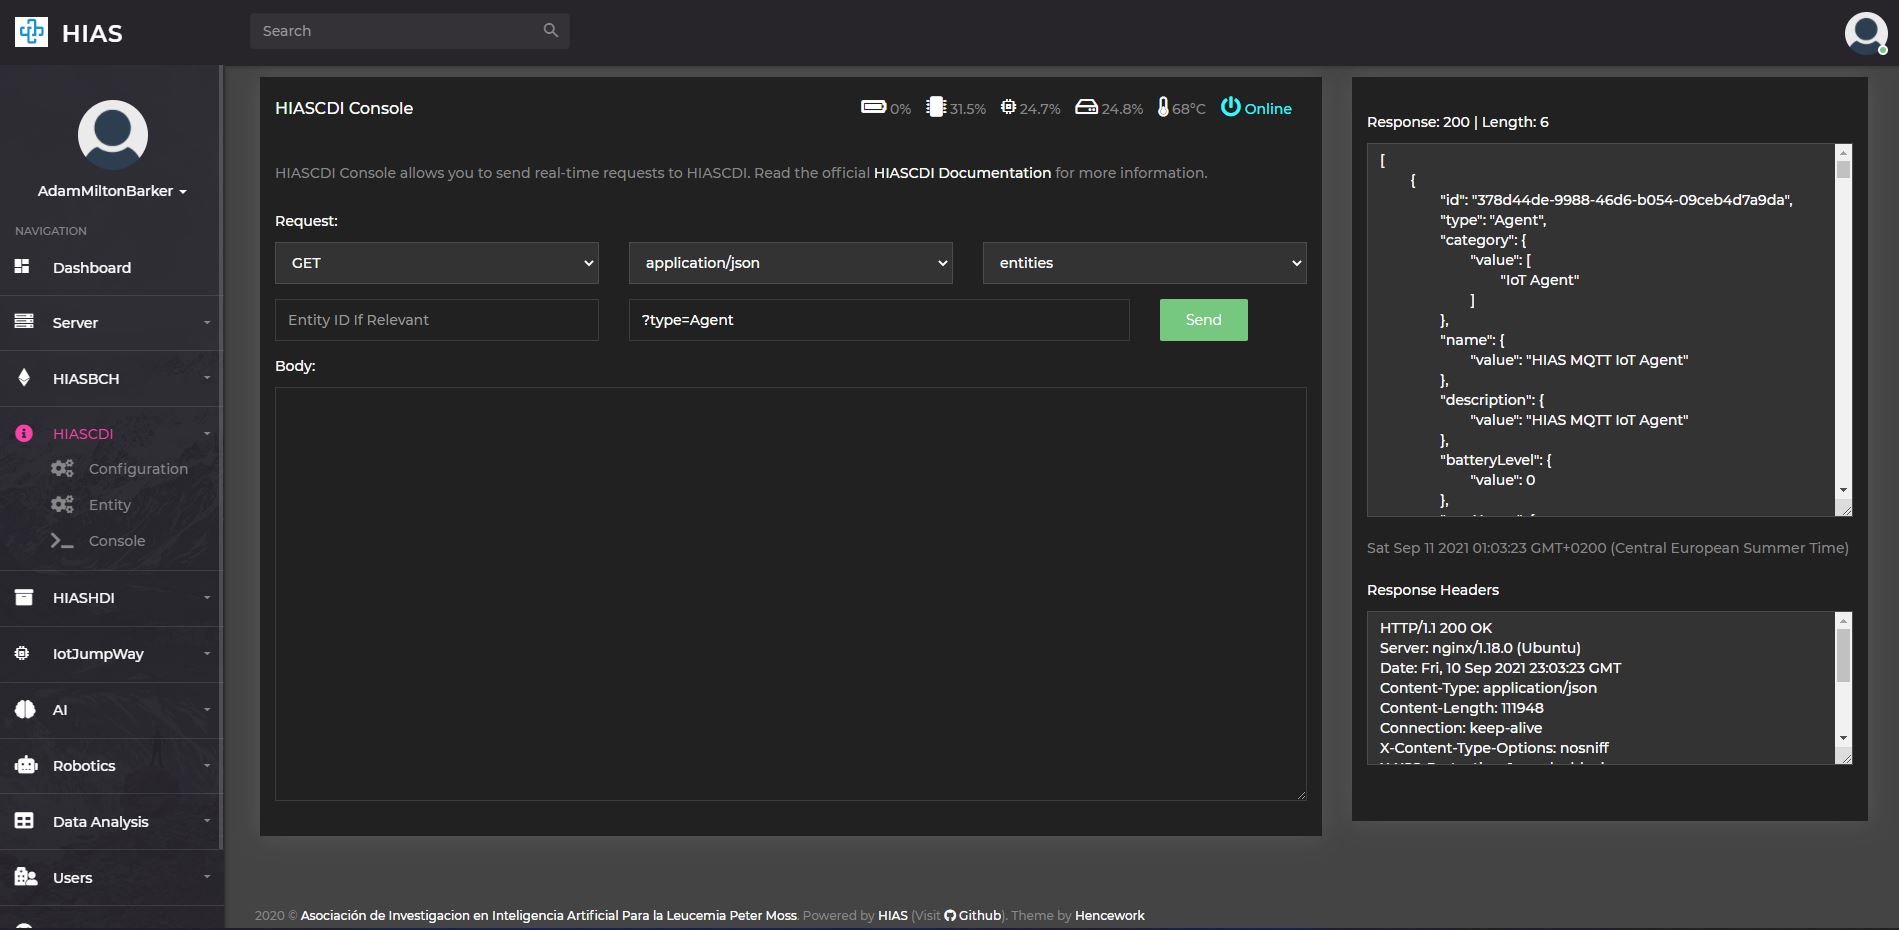 HIAS
Search
AdamMiltonBarker
NAVIGATION
Dashboard
Server
HIASBCH
HIASCDI
Configuration
Entity
Console
HIASHDI
IotJumpWay
AI
Robotics
Data Analysis
Users
HIASCDI Console
0% 31.5% 24.7% 24.8% 68°C Online
HIASCDI Console allows you to send real-time requests to HIASCDI. Read the official HIASCDI Documentation for more information.
Request:
GET application/json entities
Entity ID If Relevant ?type=Agent Send
Body:
Response: 200 | Length: 6
[
{
"id": "378d44de-9988-46d6-b054-09ceb4d7a9da",
"type": "Agent",
"category": {
"value": [
"IoT Agent"
]
},
"name": {
"value": "HIAS MQTT IoT Agent"
},
"description": {
"value": "HIAS MQTT IoT Agent"
},
"batteryLevel": {
"value": 0
},
Sat Sep 11 2021 01:03:23 GMT+0200 (Central European Summer Time)
Response Headers
HTTP/1.1 200 OK
Server: nginx/1.18.0 (Ubuntu)
Date: Fri, 10 Sep 2021 23:03:23 GMT
Content-Type: application/json
Content-Length: 111948
Connection: keep-alive
X-Content-Type-Options: nosniff
2020 © Asociación de Investigacion en Inteligencia Artificial Para la Leucemia Peter Moss. Powered by HIAS (Visit Github). Theme by Hencework